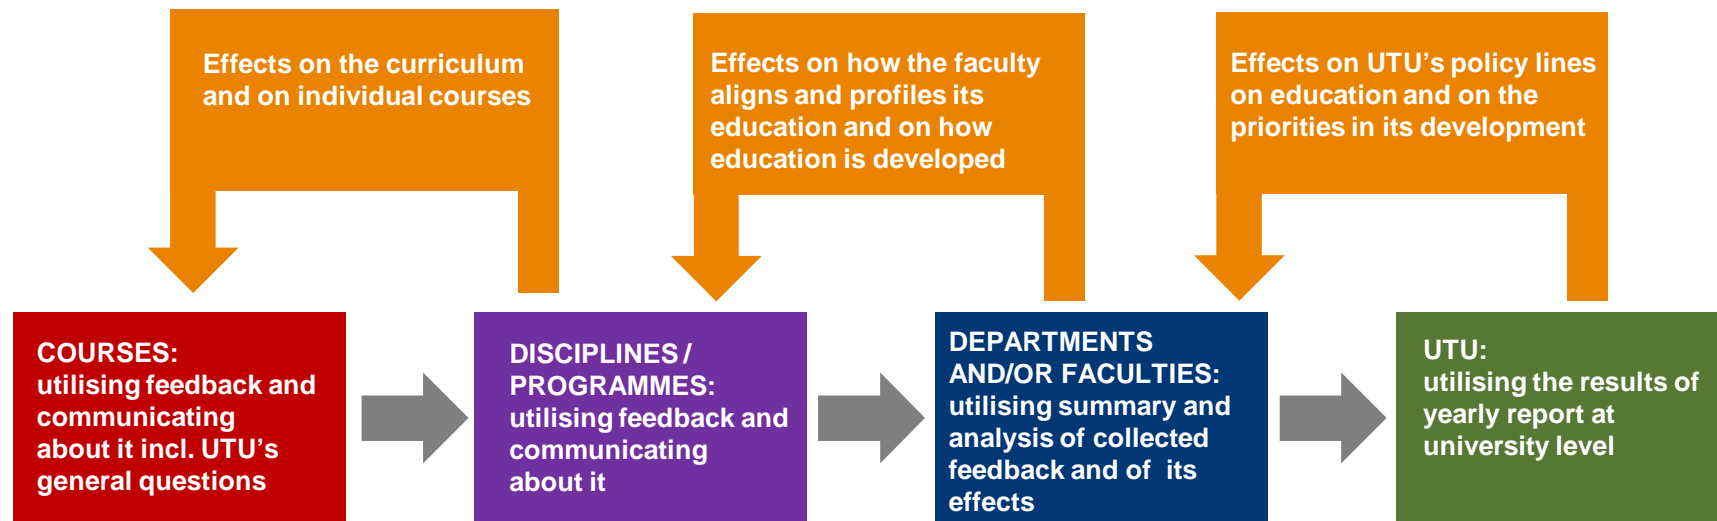 Effects on the curriculum
and on individual courses
Effects on how the faculty
aligns and profiles its
education and on how
education is developed
Effects on UTU's policy lines
on education and on the
priorities in its development
COURSES:
utilising feedback and
communicating
about it incl. UTU's
general questions
DISCIPLINES /
PROGRAMMES:
utilising feedback and
communicating
about it
DEPARTMENTS
AND/OR FACULTIES:
utilising summary and
analysis of collected
feedback and of its
effects
UTU:
utilising the results of
yearly report at
university level